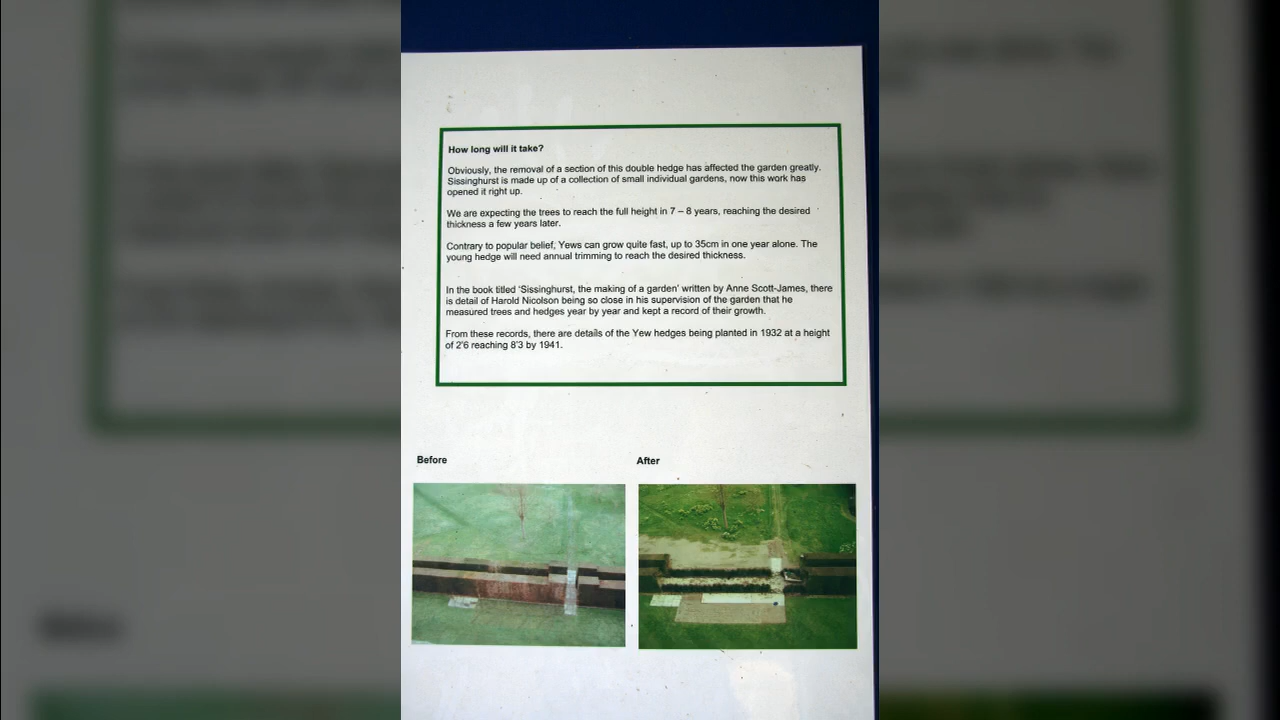 How long will it take?
Obviously, the removal of a section of this double hedge has affected the garden greatly.
Sissinghurst is made up of a collection of small individual gardens, now this work has
opened it right up.
We are expecting the trees to reach the full height in 7 – 8 years, reaching the desired
thickness a few years later.
Contrary to popular belief, Yews can grow quite fast, up to 35cm in one year alone. The
young hedge will need annual trimming to reach the desired thickness.
In the book titled 'Sissinghurst, the making of a garden' written by Anne Scott-James, there
is detail of Harold Nicolson being so close in his supervision of the garden that he
measured trees and hedges year by year and kept a record of their growth.
From these records, there are details of the Yew hedges being planted in 1932 at a height
of 2'6 reaching 8'3 by 1941.
Before
After